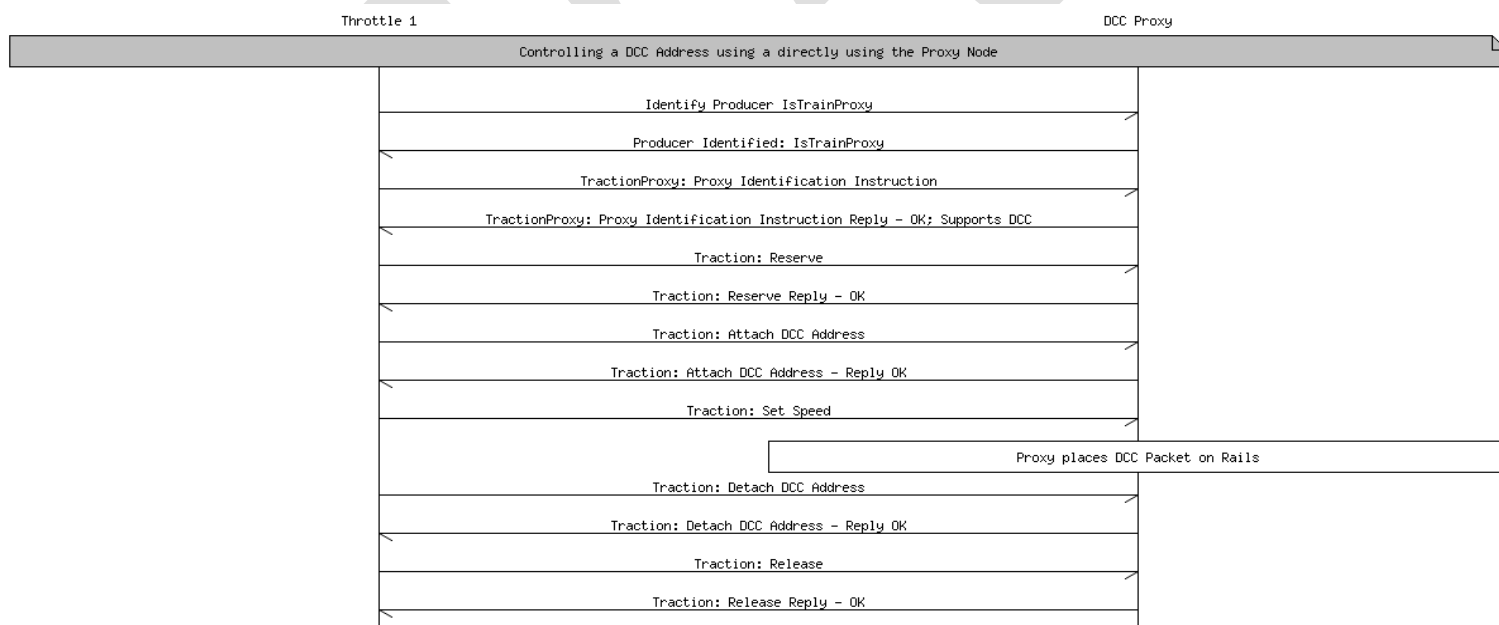 Throttle 1 DCC Proxy
Controlling a DCC Address using a directly using the Proxy Node
Identify Producer IsTrainProxy
Producer Identified: IsTrainProxy
TractionProxy: Proxy Identification Instruction
TractionProxy: Proxy Identification Instruction Reply - OK; Supports DCC
Traction: Reserve
Traction: Reserve Reply - OK
Traction: Attach DCC Address
Traction: Attach DCC Address - Reply OK
Traction: Set Speed
Proxy places DCC Packet on Rails
Traction: Detach DCC Address
Traction: Detach DCC Address - Reply OK
Traction: Release
Traction: Release Reply - OK